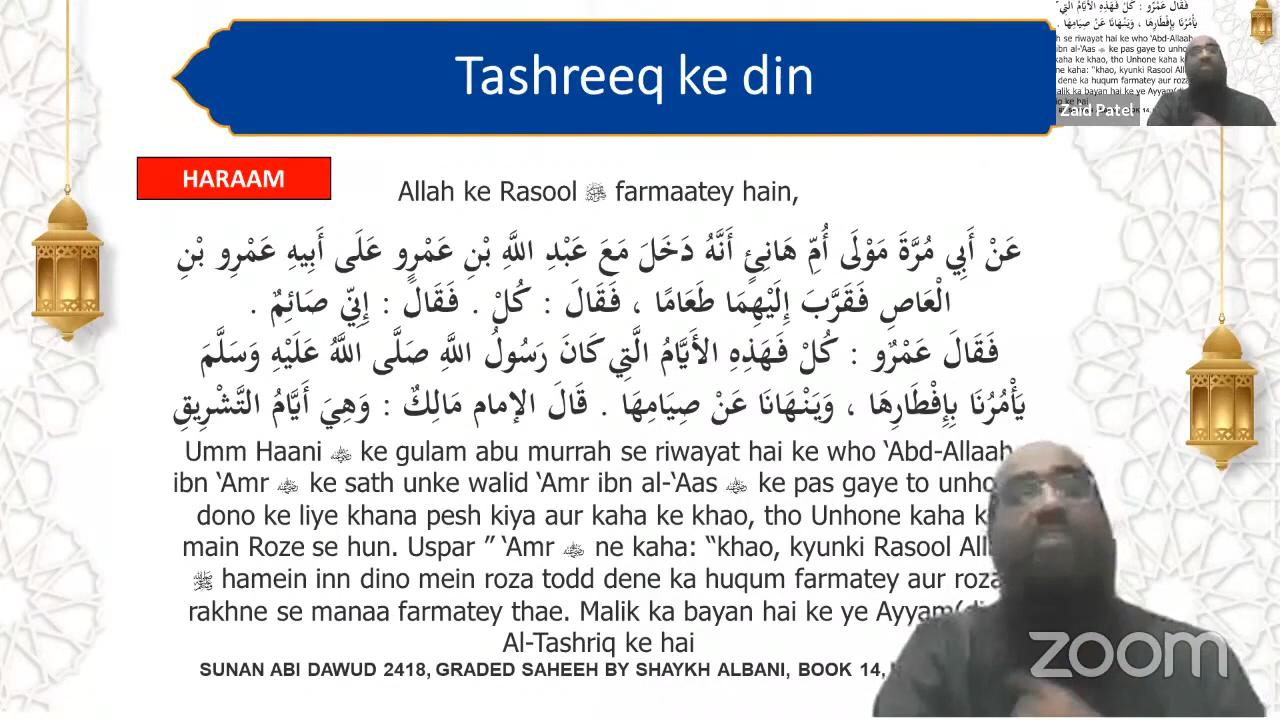 Tashreeq ke din
HARAAM
Allah ke Rasool ﷺ farmaatey hain,
عَنْ أَبِي مُرَّةَ مَوْلَى أُمِّ هَانِئٍ أَنَّهُ دَخَلَ مَعَ عَبْدِ اللَّهِ بْنِ عَمْرٍو عَلَى أَبِيهِ عَمْرِو بْنِ
الْعَاصِ فَقَرَّبَ إِلَيْهِمَا طَعَامًا ، فَقَالَ : كُلْ . فَقَالَ : إِنِّي صَائِمٌ .
فَقَالَ عَمْرٌو : كُلْ فَهَذِهِ الأَيَّامُ الَّتِي كَانَ رَسُولُ اللَّهِ صَلَّى اللَّهُ عَلَيْهِ وَسَلَّمَ
يَأْمُرُنَا بِإِفْطَارِهَا ، وَيَنْهَانَا عَنْ صِيَامِهَا . قَالَ الإمام مَالِكٌ : وَهِيَ أَيَّامُ التَّشْرِيقِ
Umm Haani ke gulam abu murrah se riwayat hai ke who ‘Abd-Allaah
ibn ‘Amr ke sath unke walid ‘Amr ibn al-‘Aas ke pas gaye to
dono ke liye khana pesh kiya aur kaha ke khao, tho Unhone kaha
main Roze se hun. Uspar ” ‘Amr ne kaha: “khao, kyunki Rasool
ﷺ hamein inn dino mein roza todd dene ka huqum farmatey aur roza
rakhne se manaa farmatey thae. Malik ka bayan hai ke ye
Al-Tashriq ke hai
SUNAN ABI DAWUD 2418, GRADED SAHEEH BY SHAYKH ALBANI, BOOK 14,
Zaid Patel
zoom